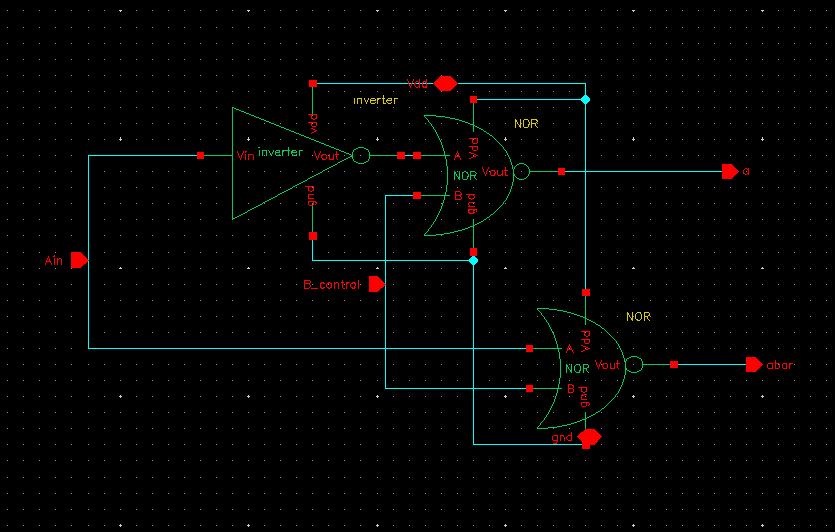 Vdd
inverter
NOR
Vdd
Vdd
Vin inverter Vout
A
Vout
a
NOR
gnd
B
gnd
Ain
B_control
NOR
Vdd
A
Vout
abar
NOR
B
gnd
gnd